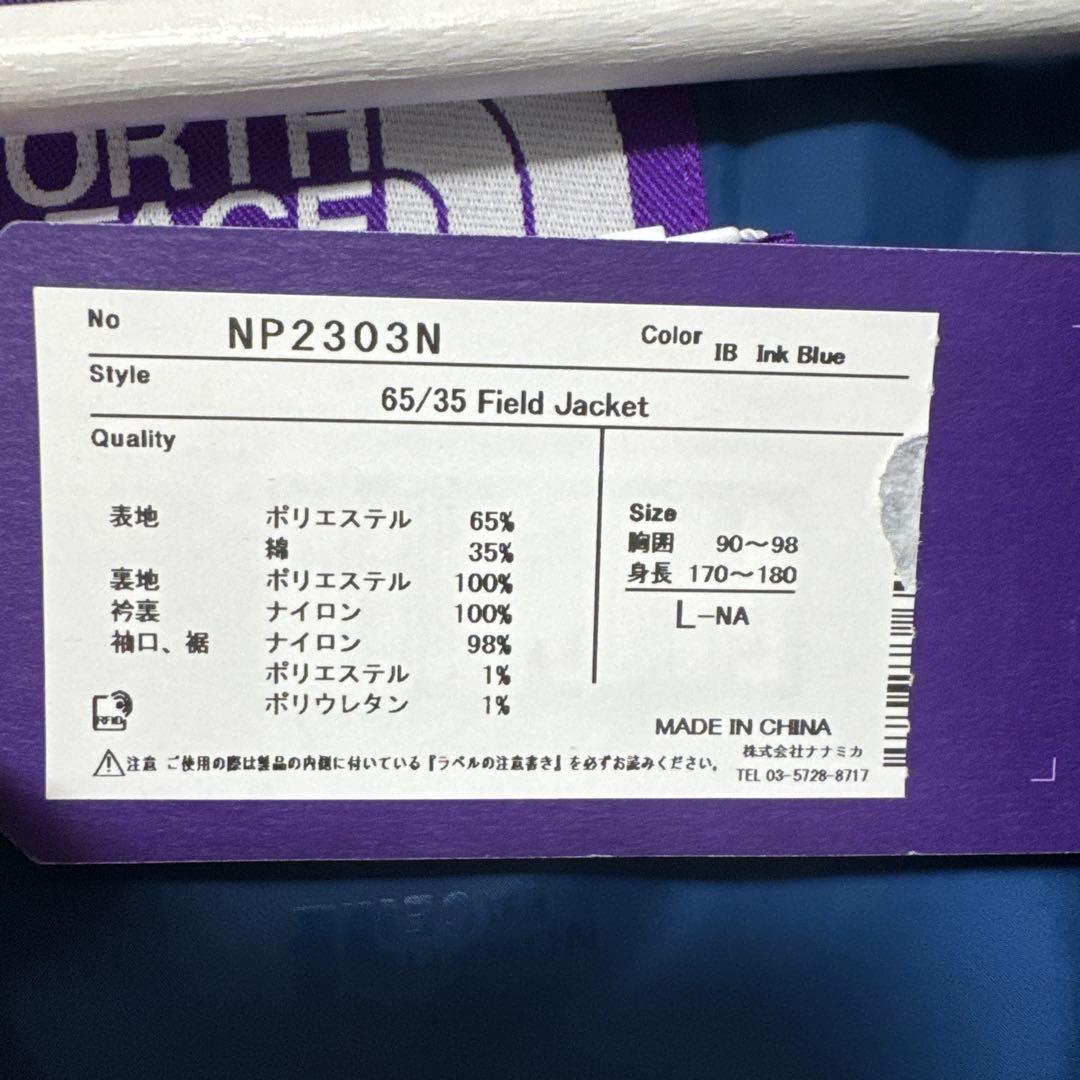 NORTH
FACE
No NP2303N Color IB Ink Blue
Style
65/35 Field Jacket
Quality
表地 ポリエステル 65%
綿 35%
裏地 ポリエステル 100%
衿裏 ナイロン 100%
袖口、裾 ナイロン 98%
ポリエステル 1%
ポリウレタン 1%
Size
胸囲 90～98
身長 170～180
L-NA
RFID
MADE IN CHINA
株式会社ナナミカ
TEL 03-5728-8717
注意 ご使用の際は製品の内側に付いている『ラベルの注意書き』を必ずお読みください。